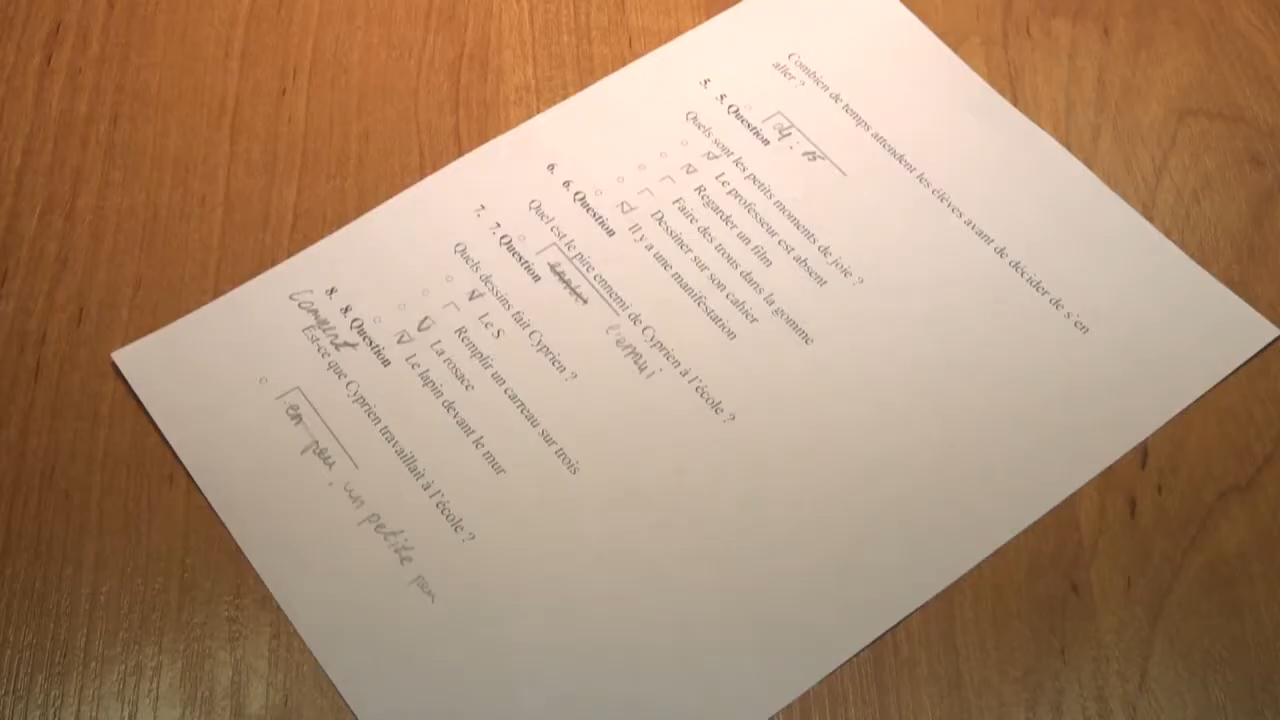 Combien de temps attendent les élèves avant de décider de s'en
aller ?
5. 5. Question
Quels sont les petits moments de joie ?
Le professeur est absent
Regarder un film
Faire des trous dans la gomme
Dessiner sur son cahier
Il y a une manifestation
6. 6. Question
Quel est le pire ennemi de Cyprien à l'école ?
l'ennui
7. 7. Question
Quels dessins fait Cyprien ?
Le S
Remplir un carreau sur trois
La rosace
Le lapin devant le mur
8. 8. Question
Comment
Est-ce que Cyprien travaillait à l'école ?
en peu, un petite peu